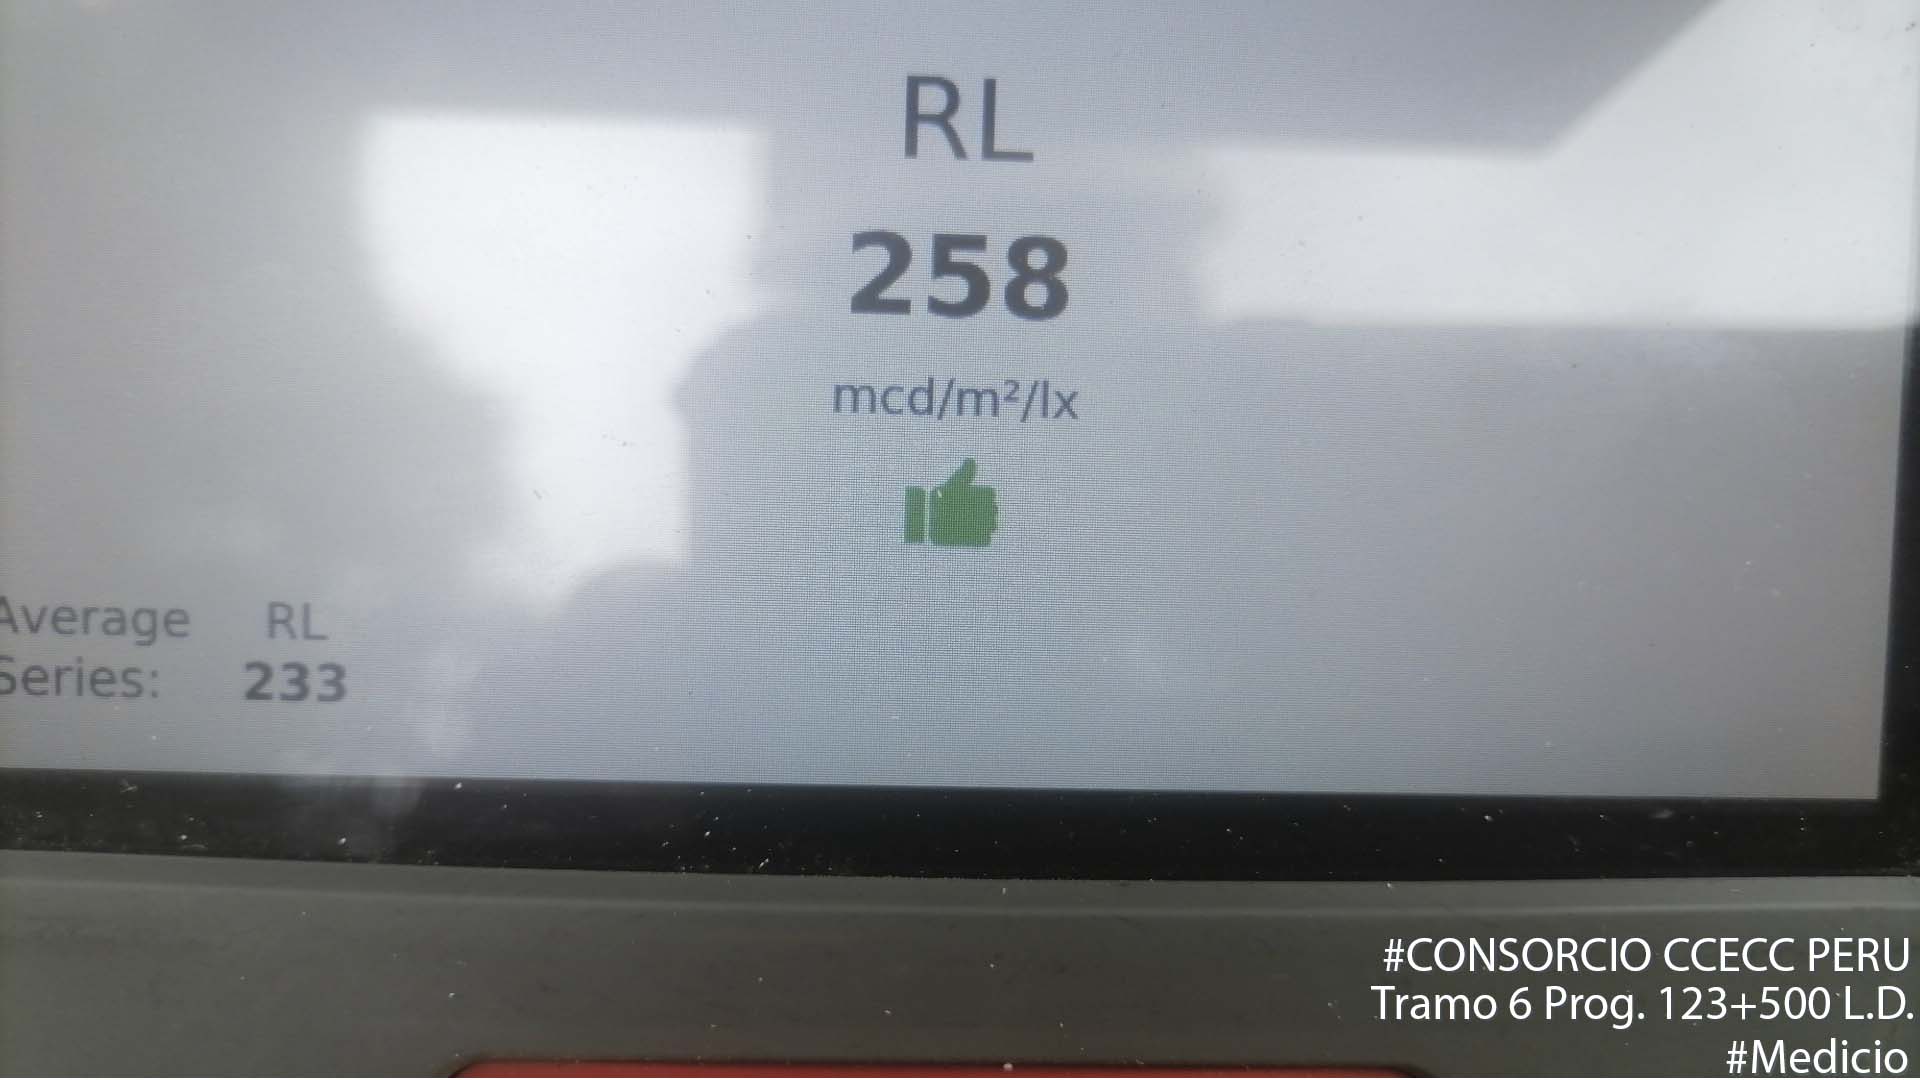 RL
258
mcd/m²/lx
Average RL
Series: 233
#CONSORCIO CCECC PERU
Tramo 6 Prog. 123+500 L.D.
#Medicio